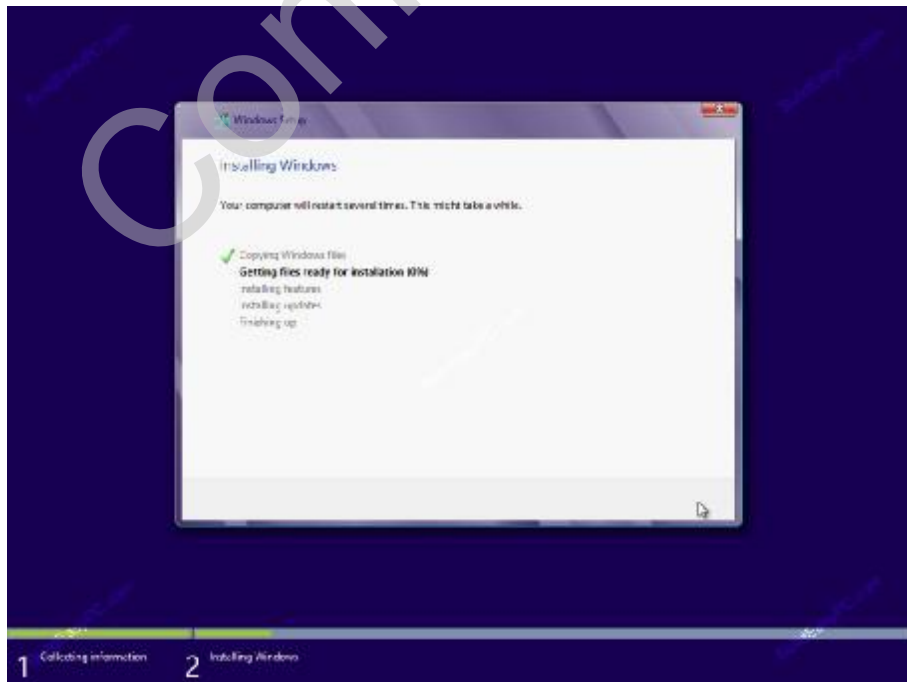 Windows Setup
Installing Windows
Your computer will restart several times. This might take a while.
Copying Windows files
Getting files ready for installation (0%)
Installing features
Installing updates
Finishing up
1 Collecting information
2 Installing Windows